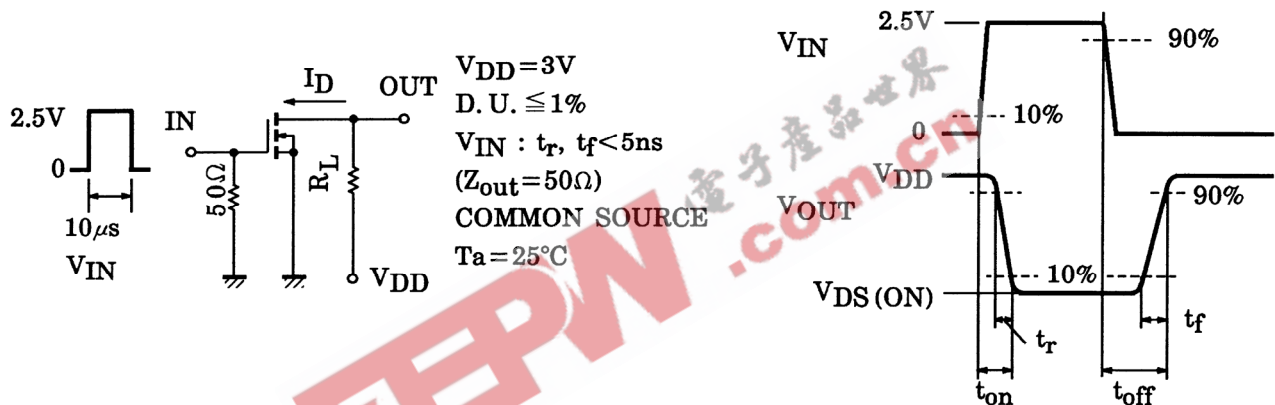 2.5V
0
10μs
VIN
IN
50Ω
ID
OUT
RL
VDD
VDD=3V
D. U. ≦ 1%
VIN : tr, tf<5ns
(Zout=50Ω)
COMMON SOURCE
Ta=25°C
VIN
2.5V
90%
10%
0
VDD
VOUT
90%
10%
VDS (ON)
tr
tf
ton
toff
電子產品世界
EEPW
.com.cn